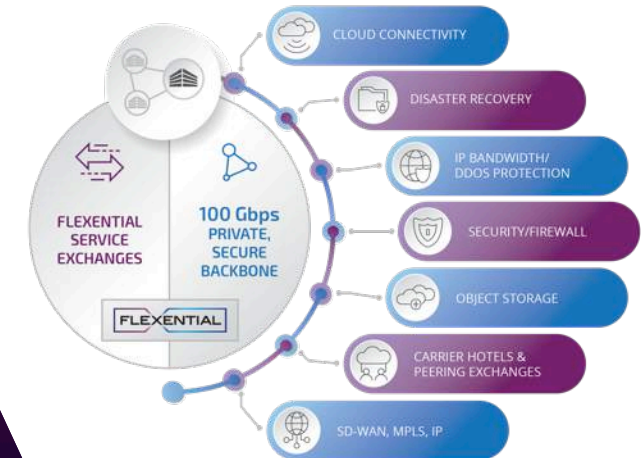 CLOUD CONNECTIVITY
DISASTER RECOVERY
IP BANDWIDTH/
DDOS PROTECTION
SECURITY/FIREWALL
OBJECT STORAGE
CARRIER HOTELS &
PEERING EXCHANGES
SD-WAN, MPLS, IP
FLEXENTIAL
SERVICE
EXCHANGES
100 Gbps
PRIVATE,
SECURE
BACKBONE
FLEXENTIAL